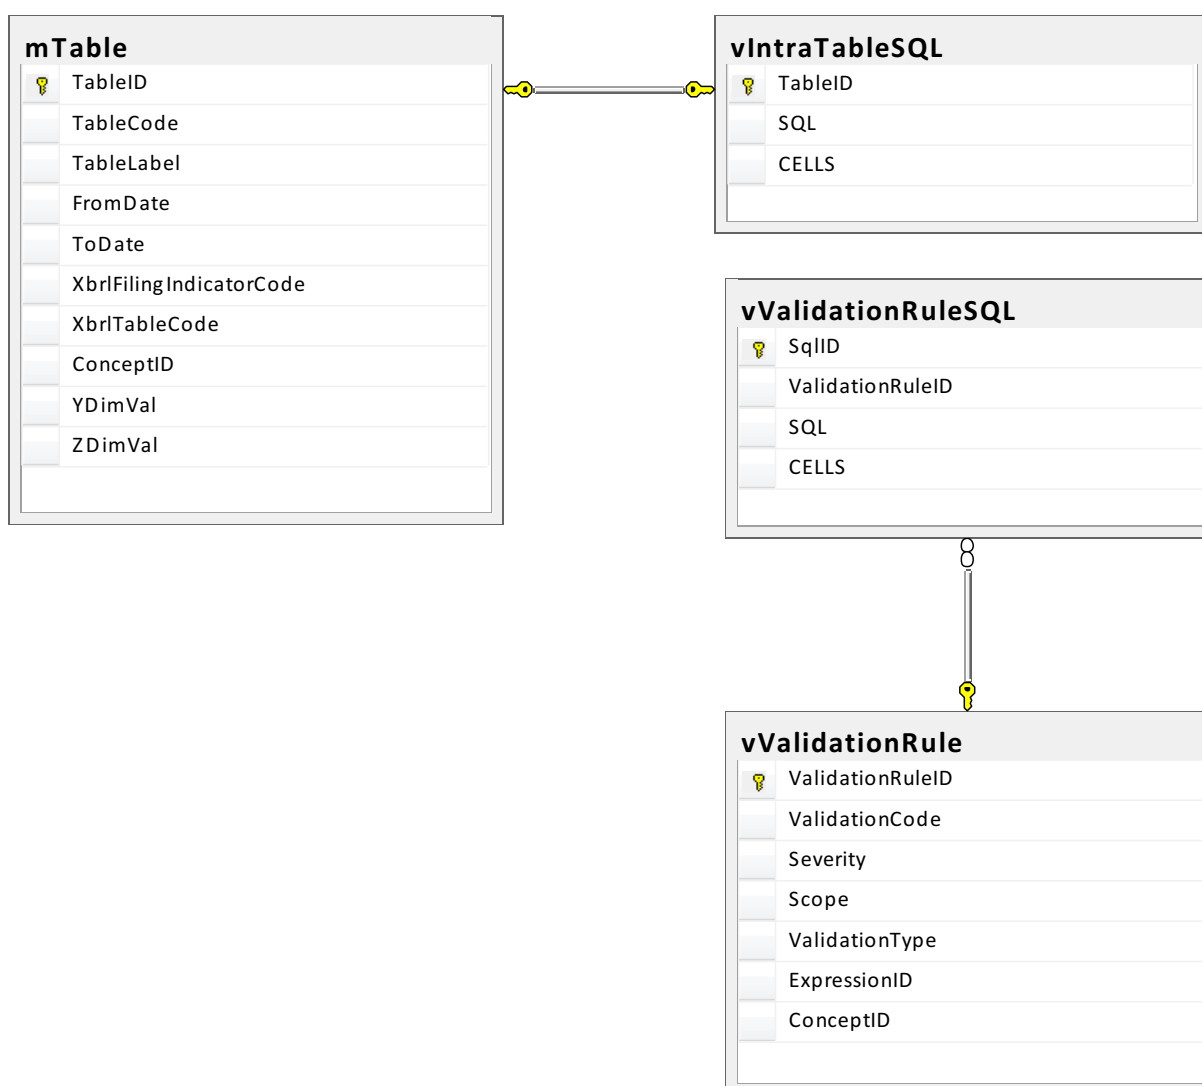 mTable
TableID
TableCode
TableLabel
FromDate
ToDate
XbrlFilingIndicatorCode
XbrlTableCode
ConceptID
YDimVal
ZDimVal
vIntraTableSQL
TableID
SQL
CELLS
vValidationRuleSQL
SqlID
ValidationRuleID
SQL
CELLS
vValidationRule
ValidationRuleID
ValidationCode
Severity
Scope
ValidationType
ExpressionID
ConceptID